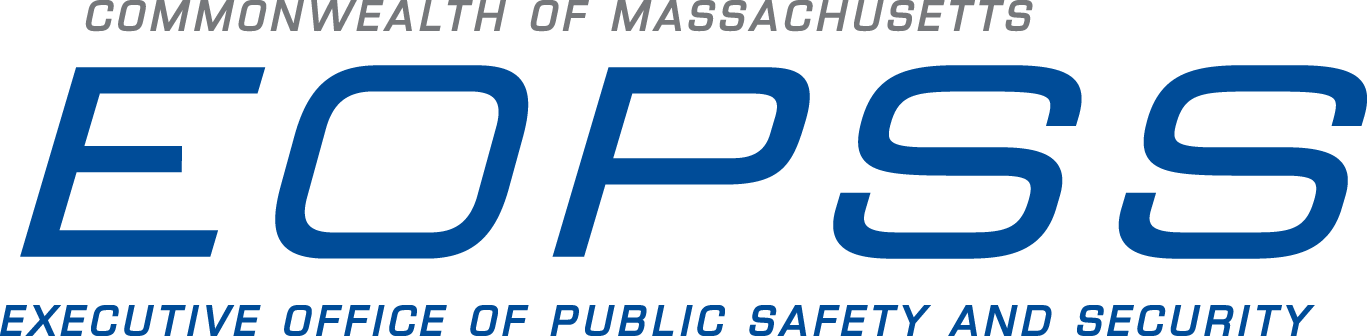 COMMONWEALTH OF MASSACHUSETTS
EOPSS
EXECUTIVE OFFICE OF PUBLIC SAFETY AND SECURITY